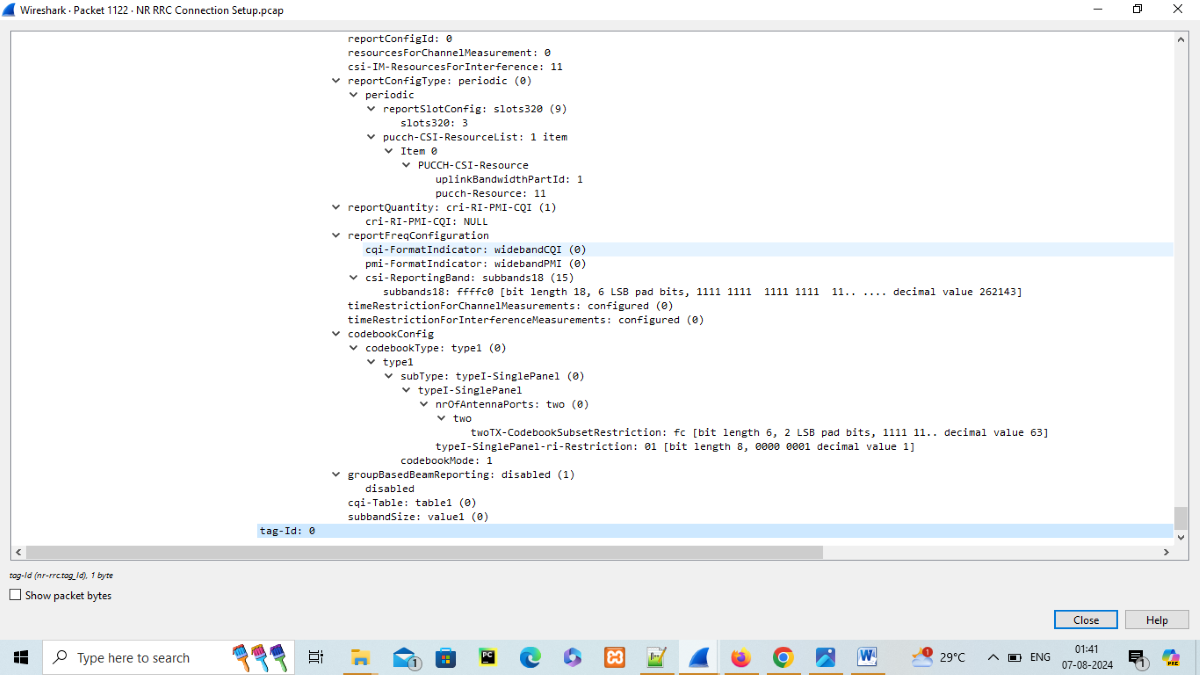 Wireshark · Packet 1122 · NR RRC Connection Setup.pcap
reportConfigId: 0
resourcesForChannelMeasurement: 0
csi-IM-ResourcesForInterference: 11
reportConfigType: periodic (0)
periodic
reportSlotConfig: slots320 (9)
slots320: 3
pucch-CSI-ResourceList: 1 item
Item 0
PUCCH-CSI-Resource
uplinkBandwidthPartId: 1
pucch-Resource: 11
reportQuantity: cri-RI-PMI-CQI (1)
cri-RI-PMI-CQI: NULL
reportFreqConfiguration
cqi-FormatIndicator: widebandCQI (0)
pmi-FormatIndicator: widebandPMI (0)
csi-ReportingBand: subbands18 (15)
subbands18: ffffc0 [bit length 18, 6 LSB pad bits, 1111 1111  1111 1111  11.. .... decimal value 262143]
timeRestrictionForChannelMeasurements: configured (0)
timeRestrictionForInterferenceMeasurements: configured (0)
codebookConfig
codebookType: type1 (0)
type1
subType: typeI-SinglePanel (0)
typeI-SinglePanel
nrOfAntennaPorts: two (0)
two
twoTX-CodebookSubsetRestriction: fc [bit length 6, 2 LSB pad bits, 1111 11.. decimal value 63]
typeI-SinglePanel-ri-Restriction: 01 [bit length 8, 0000 0001 decimal value 1]
codebookMode: 1
groupBasedBeamReporting: disabled (1)
disabled
cqi-Table: table1 (0)
subbandSize: value1 (0)
tag-Id: 0
tag-Id (nr-rrc.tag_Id), 1 byte
Show packet bytes
Close Help
Type here to search
29°C
ENG
01:41
07-08-2024